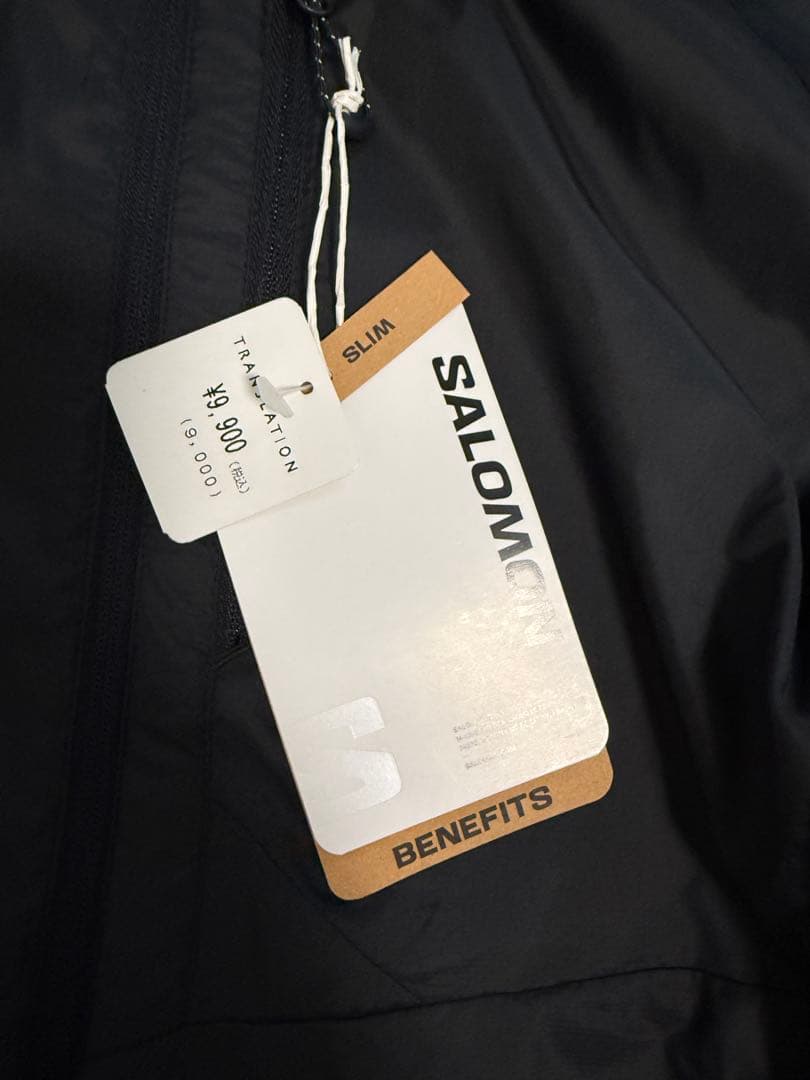 TRANSLATION
¥9,900(税込)
(9,000)
SLIM
SALOMON
BENEFITS